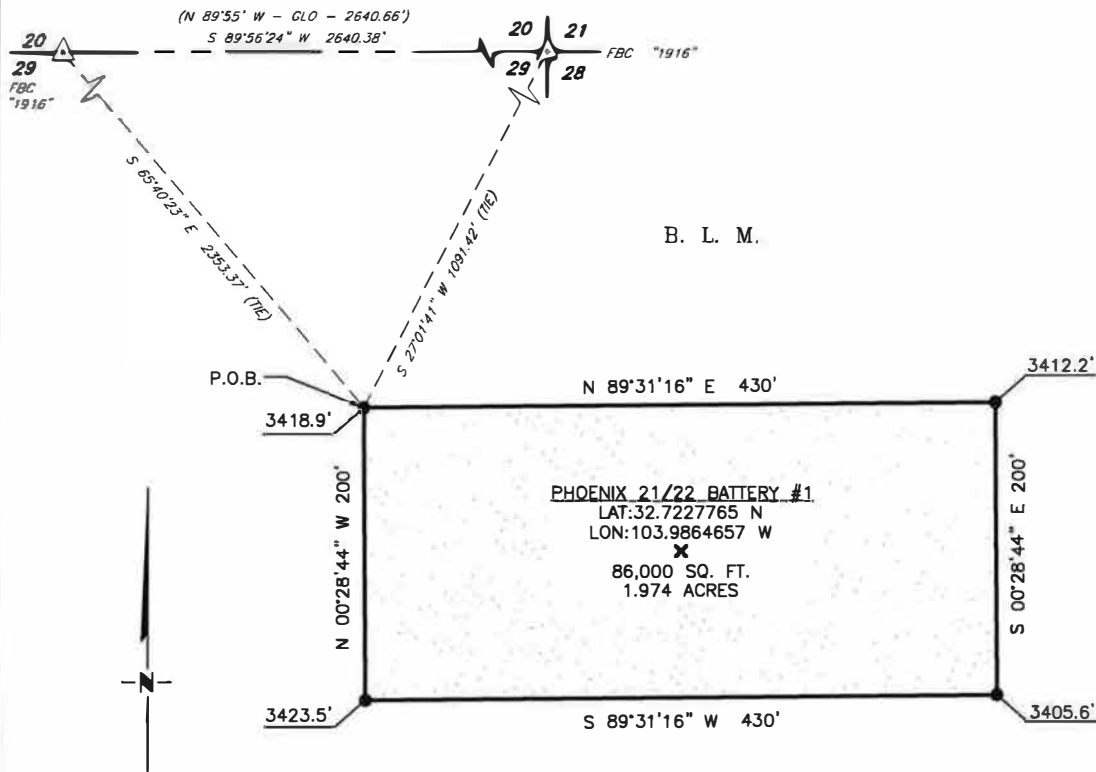 (N 89°55' W - GLO - 2640.66')
S 89°56'24" W 2640.38'
20
29
FBC
"1916"
20 21
29 28
FBC "1916"
S 65°40'23" E 2353.37' (TIE)
S 27°01'41" W 1091.42' (TIE)
B. L. M.
P.O.B.
3418.9'
N 89°31'16" E 430'
3412.2'
N 00°28'44" W 200'
PHOENIX 21/22 BATTERY #1
LAT:32.7227765 N
LON:103.9864657 W
X
86,000 SQ. FT.
1.974 ACRES
S 00°28'44" E 200'
N
3423.5'
S 89°31'16" W 430'
3405.6'